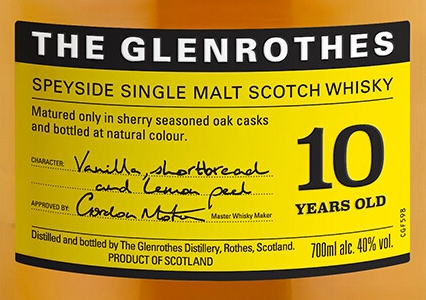 THE GLENROTHES
SPEYSIDE SINGLE MALT SCOTCH WHISKY
Matured only in sherry seasoned oak casks
and bottled at natural colour.
10
YEARS OLD
CHARACTER: Vanilla, shortbread
and lemon peel
APPROVED BY: Gordon Motion Master Whisky Maker
Distilled and bottled by The Glenrothes Distillery, Rothes, Scotland.
PRODUCT OF SCOTLAND
700ml alc. 40% vol.
CGF598